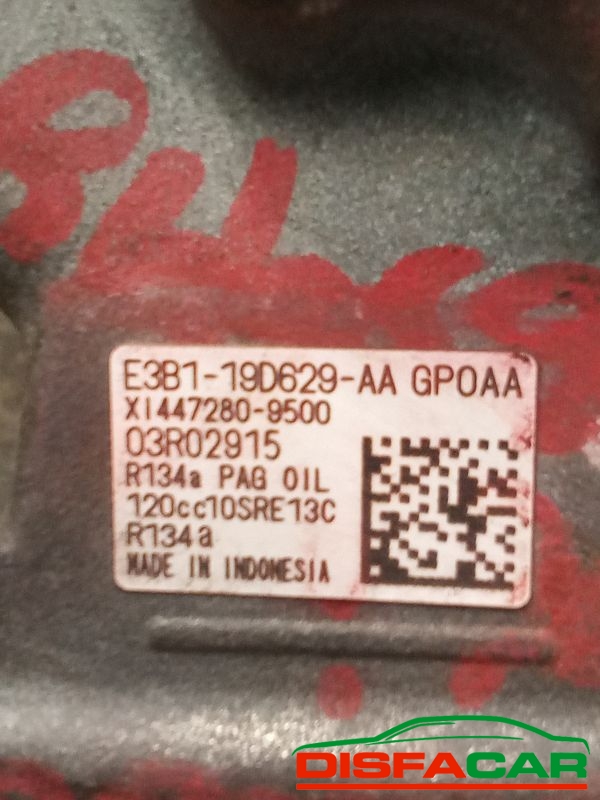 E3B1-19D629-AA GPOAA
XI447280-9500
03R02915
R134a PAG OIL
120cc10SRE13C
R134a
MADE IN INDONESIA
DISFACAR